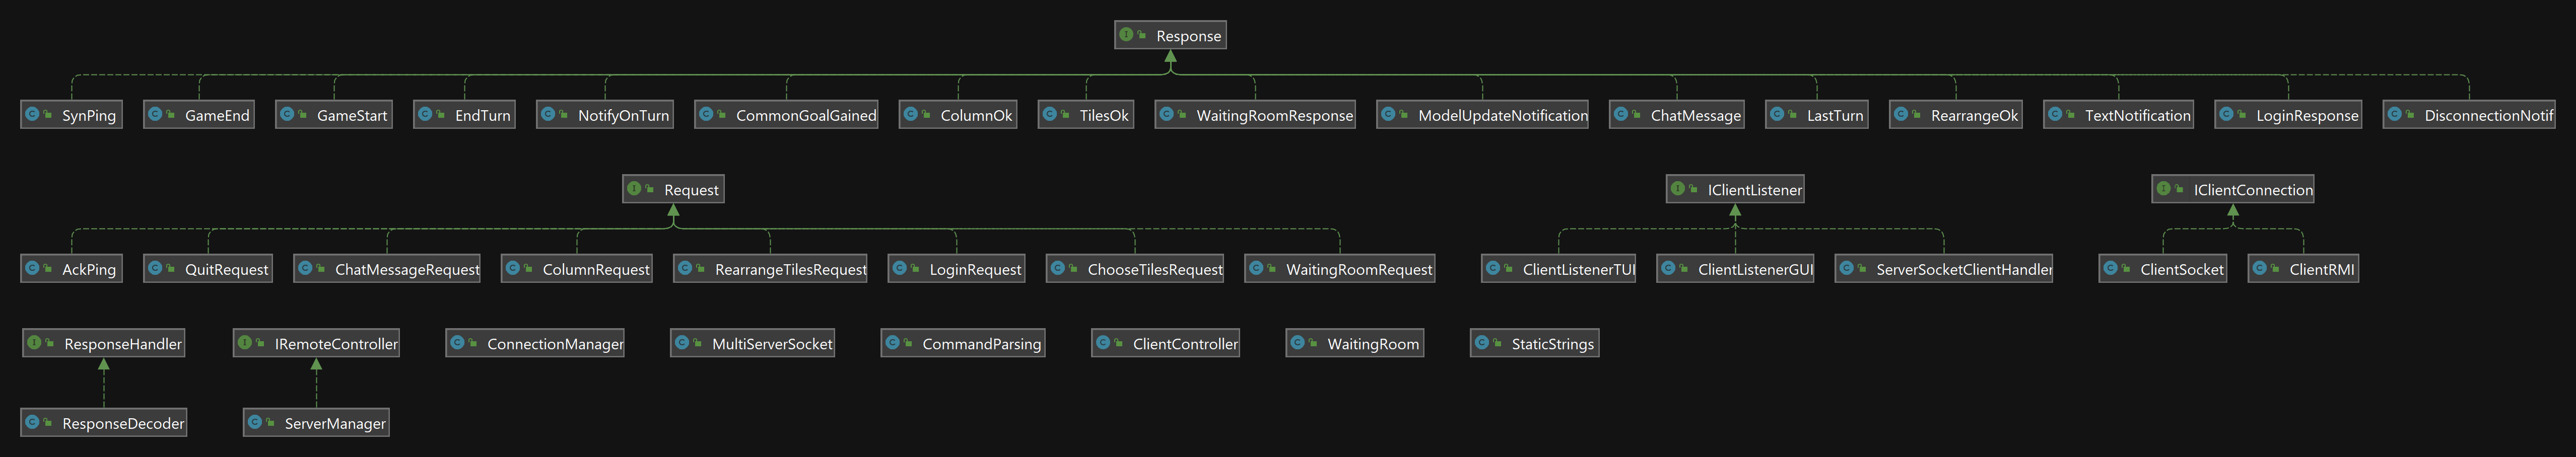 Response
SynPing GameEnd GameStart EndTurn NotifyOnTurn CommonGoalGained ColumnOk TilesOk WaitingRoomResponse ModelUpdateNotification ChatMessage LastTurn RearrangeOk TextNotification LoginResponse DisconnectionNotif
Request IClientListener IClientConnection
AckPing QuitRequest ChatMessageRequest ColumnRequest RearrangeTilesRequest LoginRequest ChooseTilesRequest WaitingRoomRequest ClientListenerTUI ClientListenerGUI ServerSocketClientHandler ClientSocket ClientRMI
ResponseHandler IRemoteController ConnectionManager MultiServerSocket CommandParsing ClientController WaitingRoom StaticStrings
ResponseDecoder ServerManager